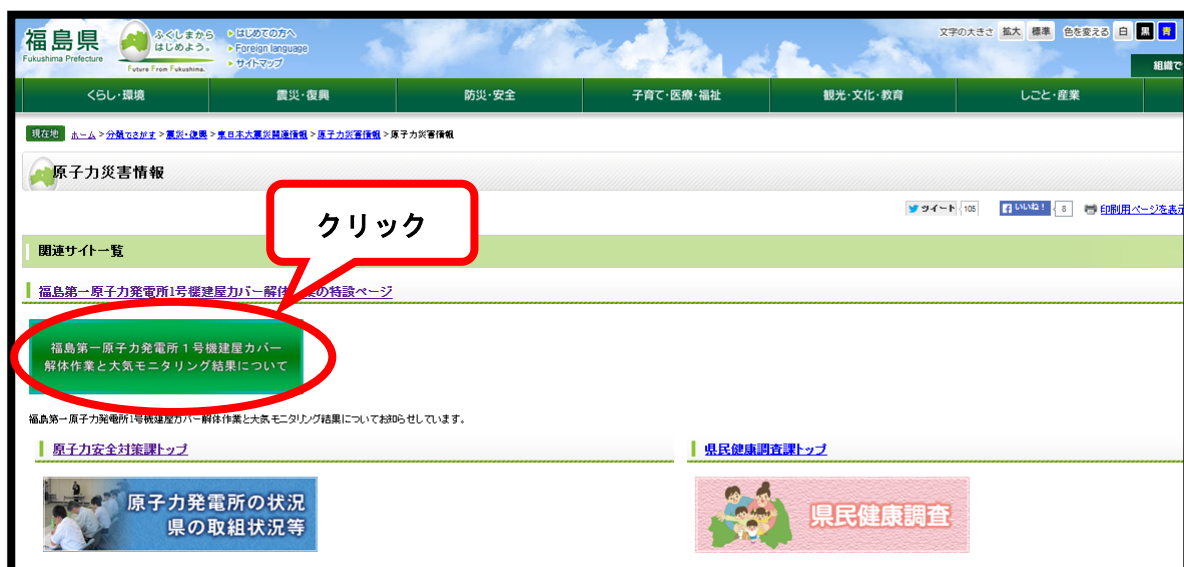 福島県
Fukushima Prefecture
ふくしまから
はじめよう。
Future From Fukushima.
はじめての方へ
Foreign language
サイトマップ
文字の大きさ 拡大 標準 色を変える 白 黒 青
組織で
くらし・環境 震災・復興 防災・安全 子育て・医療・福祉 観光・文化・教育 しごと・産業
現在地 ホーム > 分類でさがす > 震災・復興 > 東日本大震災関連情報 > 原子力災害情報 > 原子力災害情報
原子力災害情報
ツイート 105 いいね! 8 印刷用ページを表示
クリック
関連サイト一覧
福島第一原子力発電所1号機建屋カバー解体作業の特設ページ
福島第一原子力発電所1号機建屋カバー
解体作業と大気モニタリング結果について
福島第一原子力発電所1号機建屋カバー解体作業と大気モニタリング結果についてお知らせしています。
原子力安全対策課トップ 県民健康調査課トップ
原子力発電所の状況
県の取組状況等
県民健康調査